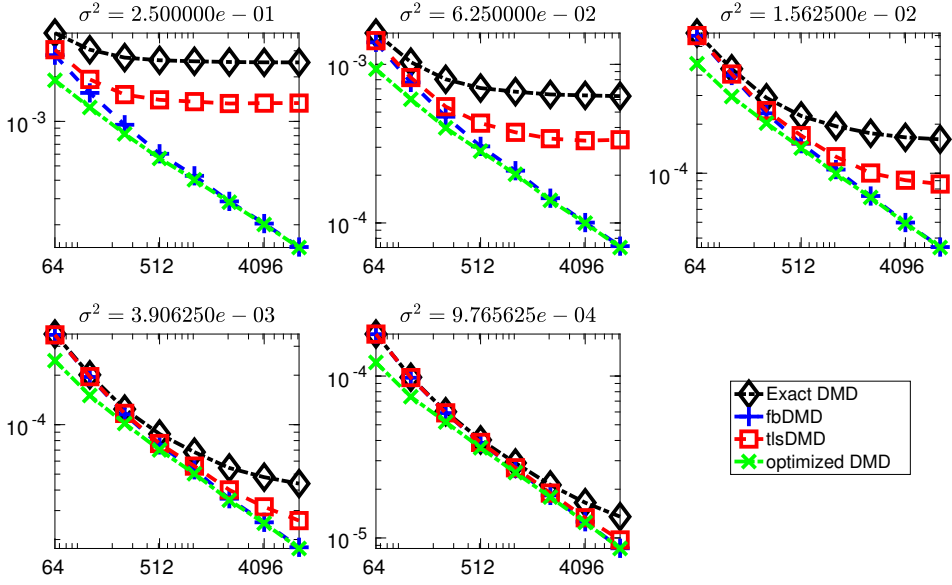 σ² = 2.500000e − 01
10⁻³
64
512
4096
σ² = 6.250000e − 02
10⁻³
10⁻⁴
64
512
4096
σ² = 1.562500e − 02
10⁻⁴
64
512
4096
σ² = 3.906250e − 03
10⁻⁴
64
512
4096
σ² = 9.765625e − 04
10⁻⁴
10⁻⁵
64
512
4096
Exact DMD
fbDMD
tlsDMD
optimized DMD